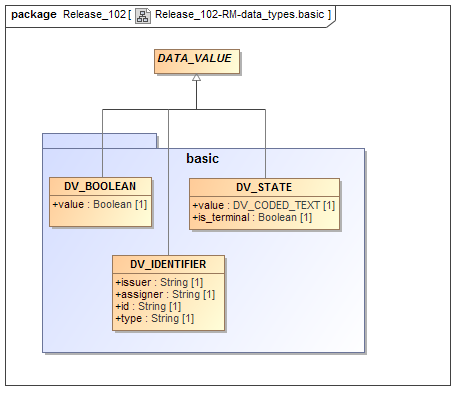 package Release_102 [ Release_102-RM-data_types.basic ]
DATA_VALUE
basic
DV_BOOLEAN
+value : Boolean [1]
DV_STATE
+value : DV_CODED_TEXT [1]
+is_terminal : Boolean [1]
DV_IDENTIFIER
+issuer : String [1]
+assigner : String [1]
+id : String [1]
+type : String [1]